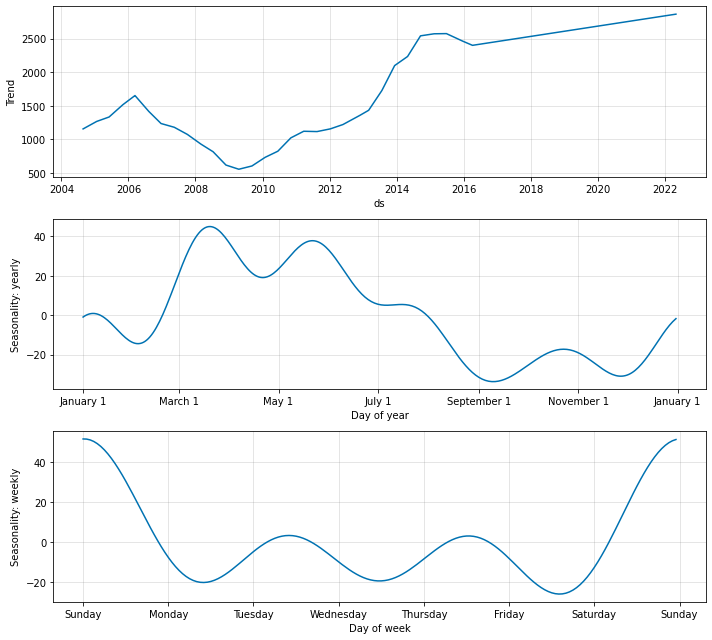 Trend
2500
2000
1500
1000
500
2004 2006 2008 2010 2012 2014 2016 2018 2020 2022
ds
Seasonality: yearly
40
20
0
−20
January 1 March 1 May 1 July 1 September 1 November 1 January 1
Day of year
Seasonality: weekly
40
20
0
−20
Sunday Monday Tuesday Wednesday Thursday Friday Saturday Sunday
Day of week